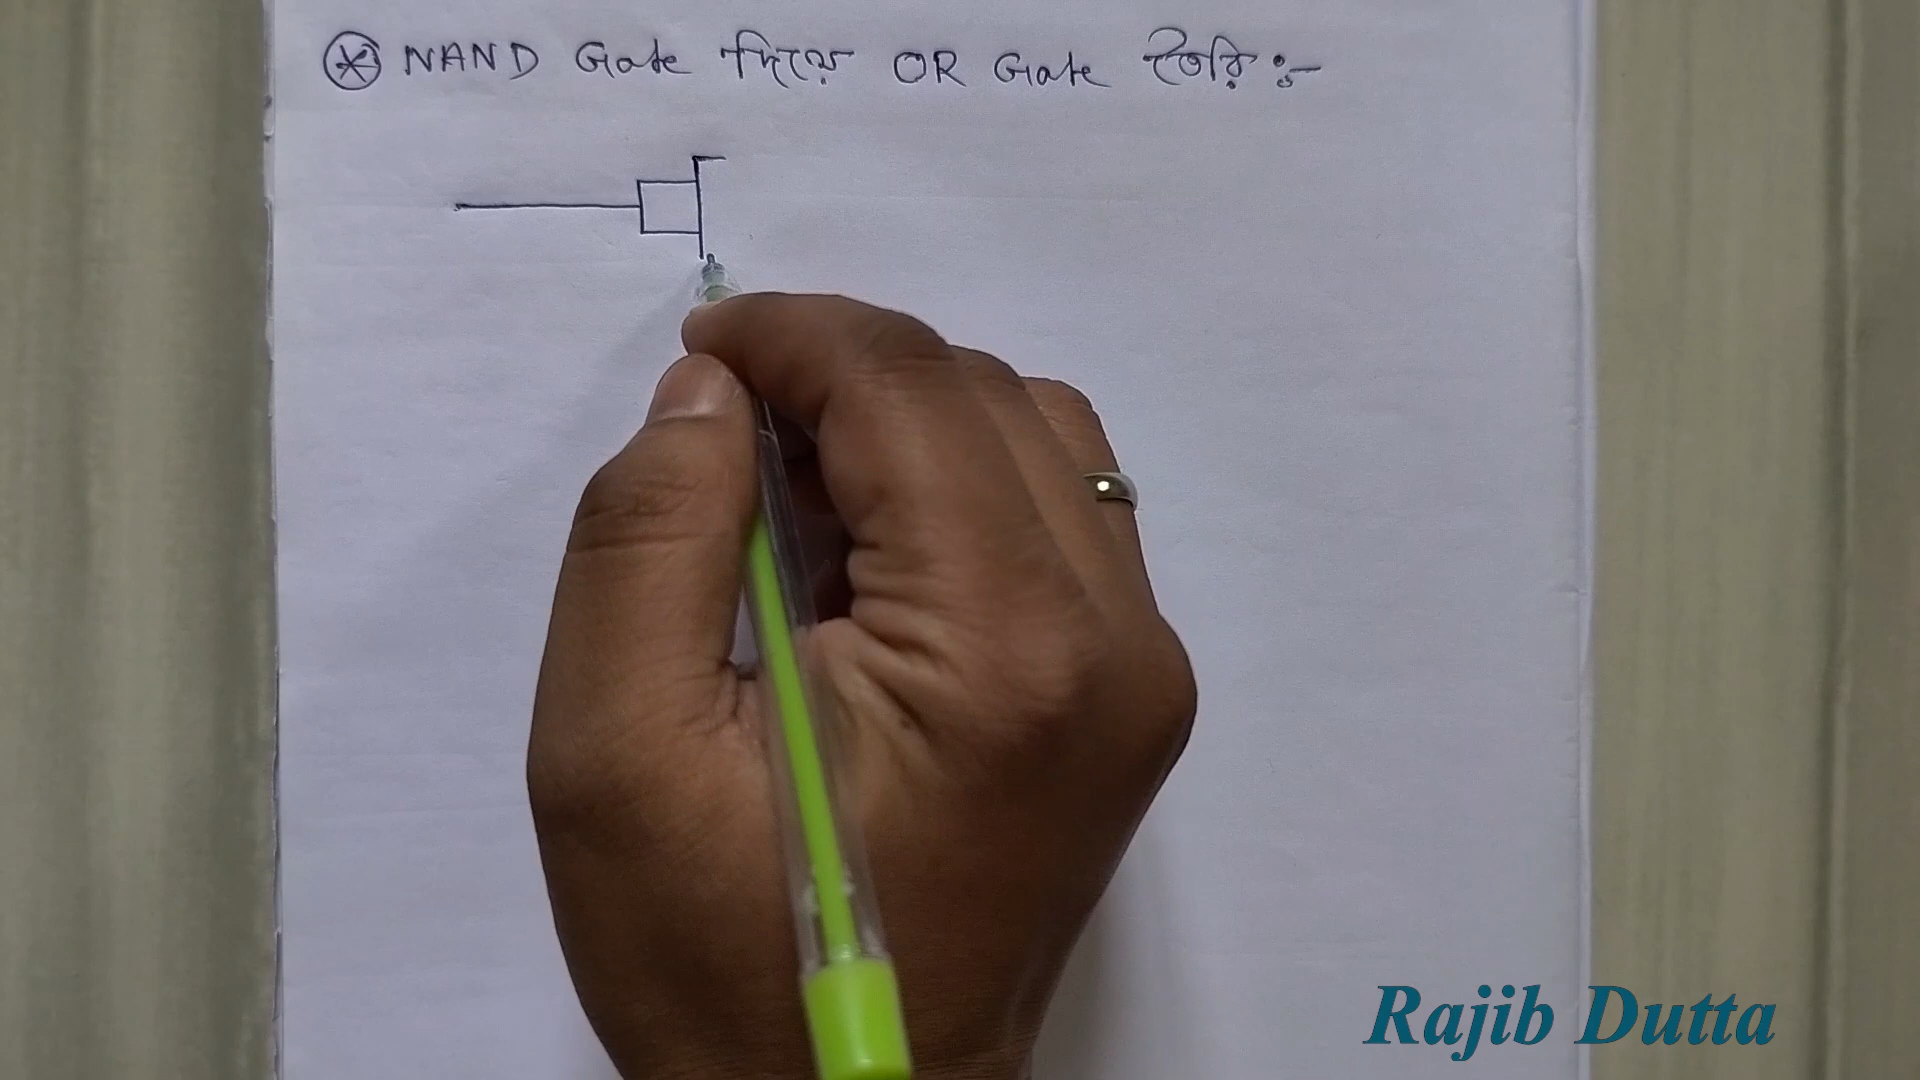 NAND Gate দিয়ে OR Gate তৈরি :-
Rajib Dutta